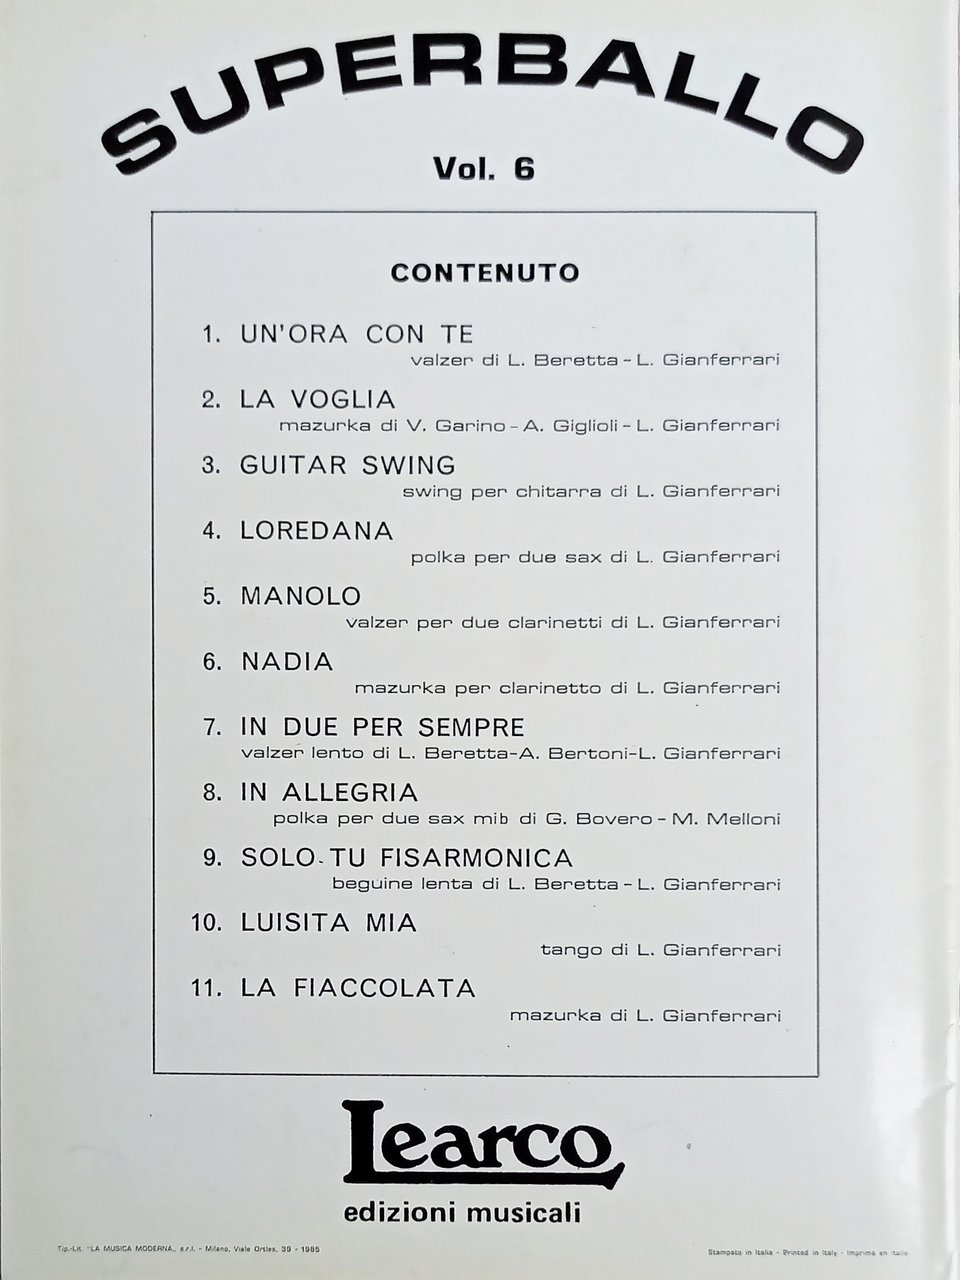 SUPERBALLO
Vol. 6
CONTENUTO
1. UN'ORA CON TE
valzer di L. Beretta - L. Gianferrari
2. LA VOGLIA
mazurka di V. Garino - A. Giglioli - L. Gianferrari
3. GUITAR SWING
swing per chitarra di L. Gianferrari
4. LOREDANA
polka per due sax di L. Gianferrari
5. MANOLO
valzer per due clarinetti di L. Gianferrari
6. NADIA
mazurka per clarinetto di L. Gianferrari
7. IN DUE PER SEMPRE
valzer lento di L. Beretta-A. Bertoni-L. Gianferrari
8. IN ALLEGRIA
polka per due sax mib di G. Bovero - M. Melloni
9. SOLO TU FISARMONICA
beguine lenta di L. Beretta - L. Gianferrari
10. LUISITA MIA
tango di L. Gianferrari
11. LA FIACCOLATA
mazurka di L. Gianferrari
Learco
edizioni musicali
Tip.-Lit. "LA MUSICA MODERNA,, s.r.l. - Milano, Viale Ortles, 39 - 1985
Stampato in Italia - Printed in Italy - Imprimé en Italie